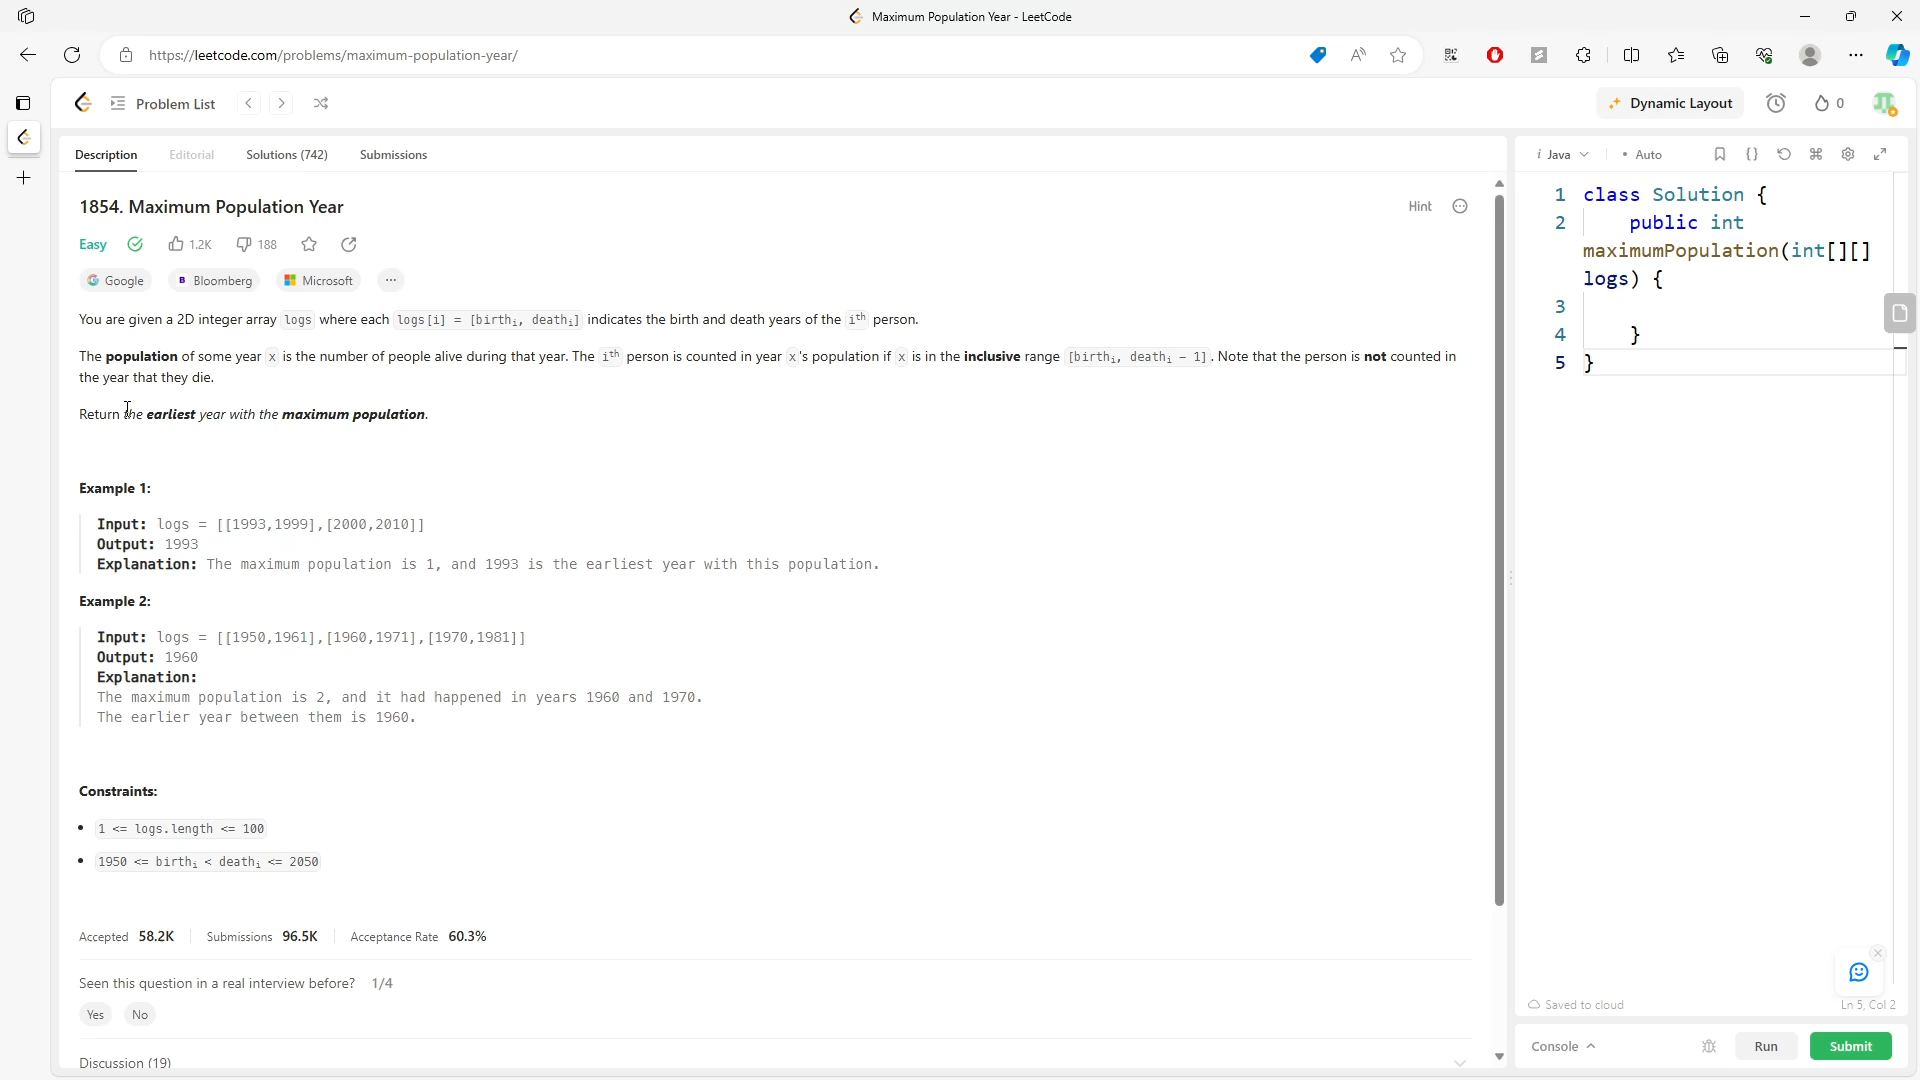 Maximum Population Year - LeetCode
https://leetcode.com/problems/maximum-population-year/
Problem List
Dynamic Layout
0
Description
Editorial
Solutions (742)
Submissions
1854. Maximum Population Year
Hint
Easy
1.2K
188
Google
Bloomberg
Microsoft
You are given a 2D integer array logs where each logs[i] = [birthᵢ, deathᵢ] indicates the birth and death years of the iᵗʰ person.
The population of some year x is the number of people alive during that year. The iᵗʰ person is counted in year x's population if x is in the inclusive range [birthᵢ, deathᵢ - 1]. Note that the person is not counted in
the year that they die.
Return the earliest year with the maximum population.
Example 1:
Input: logs = [[1993,1999],[2000,2010]]
Output: 1993
Explanation: The maximum population is 1, and 1993 is the earliest year with this population.
Example 2:
Input: logs = [[1950,1961],[1960,1971],[1970,1981]]
Output: 1960
Explanation:
The maximum population is 2, and it had happened in years 1960 and 1970.
The earlier year between them is 1960.
Constraints:
1 <= logs.length <= 100
1950 <= birthᵢ < deathᵢ <= 2050
Accepted 58.2K
Submissions 96.5K
Acceptance Rate 60.3%
Seen this question in a real interview before? 1/4
Yes
No
Discussion (19)
i Java
Auto
1 class Solution {
2     public int
maximumPopulation(int[][]
logs) {
3
4     }
5 }
Saved to cloud
Ln 5, Col 2
Console
Run
Submit